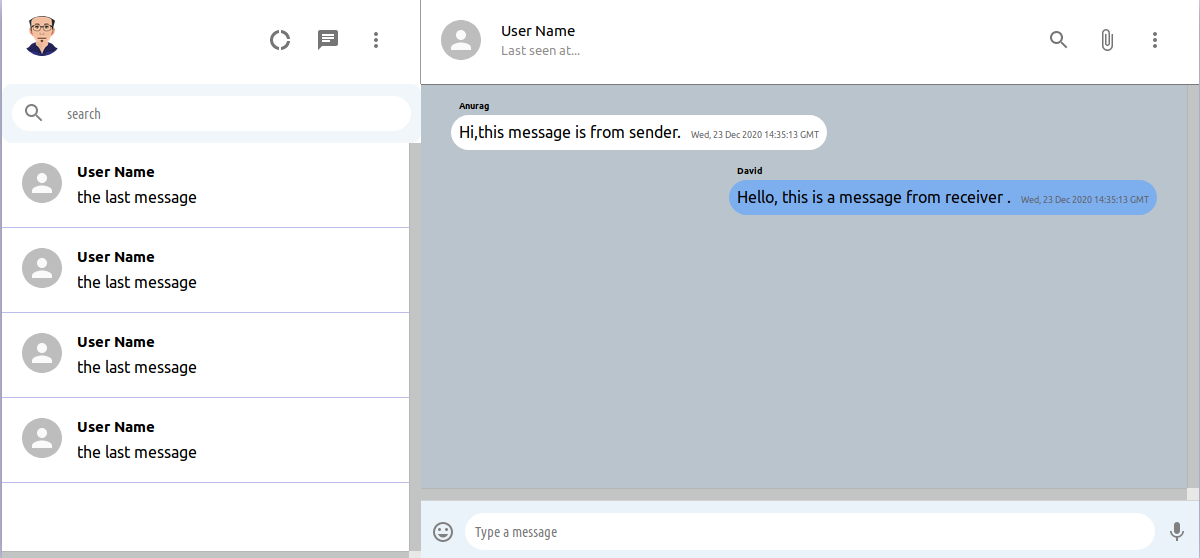 search
User Name
the last message
User Name
the last message
User Name
the last message
User Name
the last message
User Name
Last seen at...
Anurag
Hi,this message is from sender. Wed, 23 Dec 2020 14:35:13 GMT
David
Hello, this is a message from receiver . Wed, 23 Dec 2020 14:35:13 GMT
Type a message